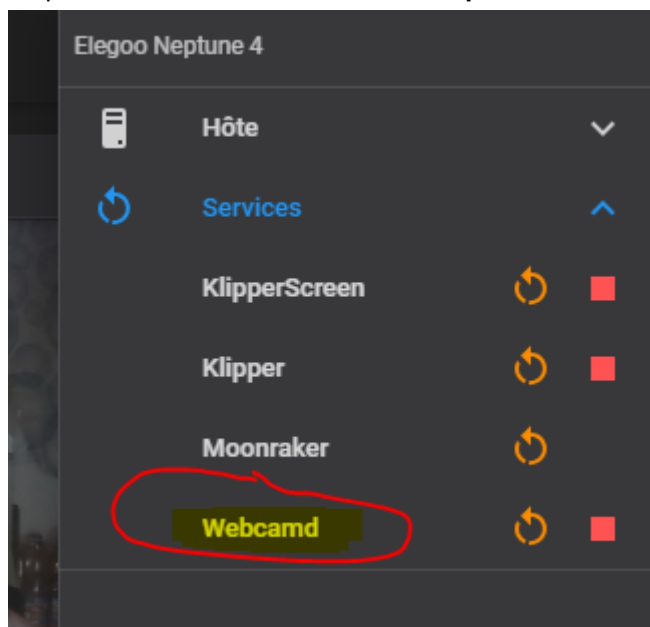 Elegoo Neptune 4
Hôte
Services
KlipperScreen
Klipper
Moonraker
Webcamd